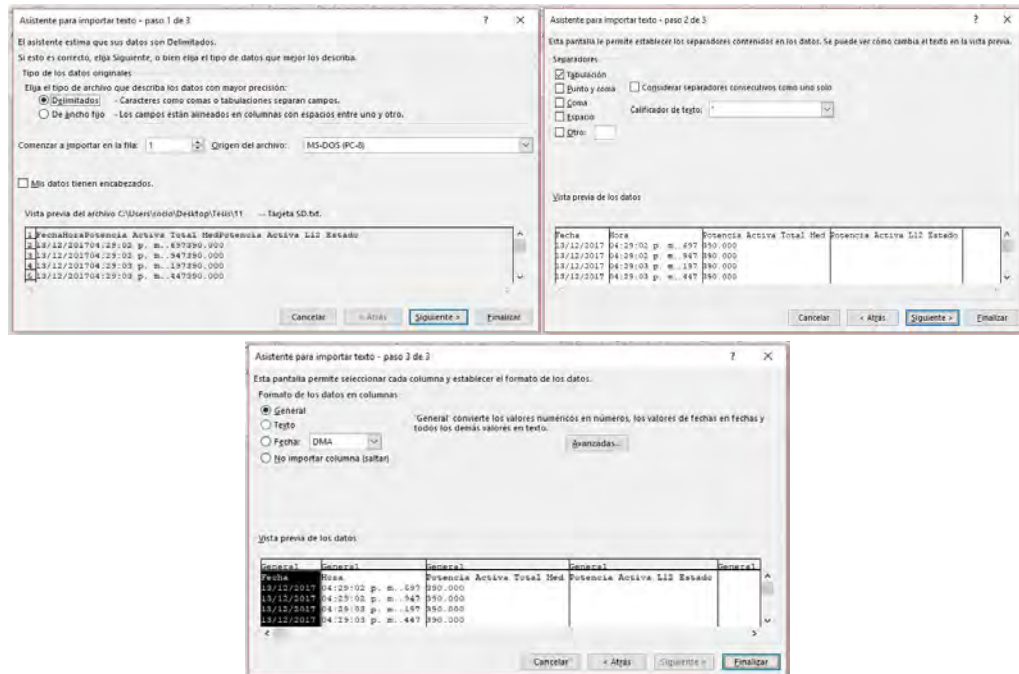 Asistente para importar texto - paso 1 de 3
? ×
El asistente estima que sus datos son Delimitados.
Si esto es correcto, elija Siguiente, o bien elija el tipo de datos que mejor los describa.
Tipo de los datos originales
Elija el tipo de archivo que describa los datos con mayor precisión:
Delimitados - Caracteres como comas o tabulaciones separan campos.
De ancho fijo - Los campos están alineados en columnas con espacios entre uno y otro.
Comenzar a importar en la fila: 1 Origen del archivo: MS-DOS (PC-8)
Mis datos tienen encabezados.
Vista previa del archivo C:\Users\rocio\Desktop\Tesis\11 -- Tarjeta SD.txt.
1 FechaHoraPotencia Activa Total MedPotencia Activa L12 Estado
2 13/12/201704:29:02 p. m..697390.000
3 13/12/201704:29:02 p. m..947390.000
4 13/12/201704:29:03 p. m..197390.000
5 13/12/201704:29:03 p. m..447390.000
Cancelar < Atrás Siguiente > Finalizar
Asistente para importar texto - paso 2 de 3
? ×
Esta pantalla le permite establecer los separadores contenidos en los datos. Se puede ver cómo cambia el texto en la vista previa.
Separadores
Tabulación
Punto y coma
Coma
Espacio
Otro:
Considerar separadores consecutivos como uno solo
Calificador de texto:
Vista previa de los datos
Fecha Hora Potencia Activa Total Med Potencia Activa L12 Estado
13/12/2017 04:29:02 p. m..697 390.000
13/12/2017 04:29:02 p. m..947 390.000
13/12/2017 04:29:03 p. m..197 390.000
13/12/2017 04:29:03 p. m..447 390.000
Cancelar < Atrás Siguiente > Finalizar
Asistente para importar texto - paso 3 de 3
? ×
Esta pantalla permite seleccionar cada columna y establecer el formato de los datos.
Formato de los datos en columnas
General
Texto
Fecha: DMA
No importar columna (saltar)
'General' convierte los valores numéricos en números, los valores de fechas en fechas y
todos los demás valores en texto.
Avanzadas...
Vista previa de los datos
General General General General General
Fecha Hora Potencia Activa Total Med Potencia Activa L12 Estado
13/12/2017 04:29:02 p. m..697 390.000
13/12/2017 04:29:02 p. m..947 390.000
13/12/2017 04:29:03 p. m..197 390.000
13/12/2017 04:29:03 p. m..447 390.000
Cancelar < Atrás Siguiente > Finalizar